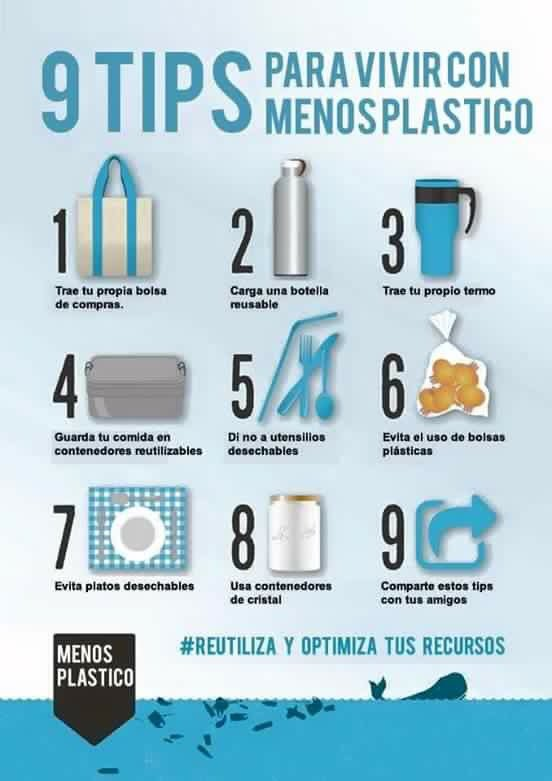 9 TIPS PARA VIVIR CON
MENOS PLASTICO
1
Trae tu propia bolsa
de compras.
2
Carga una botella
reusable
3
Trae tu propio termo
4
Guarda tu comida en
contenedores reutilizables
5
Di no a utensilios
desechables
6
Evita el uso de bolsas
plásticas
7
Evita platos desechables
8
Usa contenedores
de cristal
9
Comparte estos tips
con tus amigos
#REUTILIZA Y OPTIMIZA TUS RECURSOS
MENOS
PLASTICO